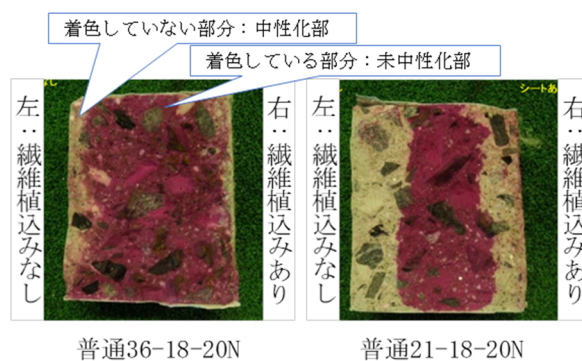 着色していない部分：中性化部
着色している部分：未中性化部
左：繊維植込みなし
右：繊維植込みあり
シートあ
左：繊維植込みなし
右：繊維植込みあり
普通36-18-20N
普通21-18-20N